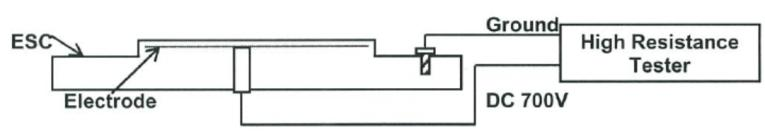 Ground
ESC
High Resistance
Tester
Electrode
DC 700V